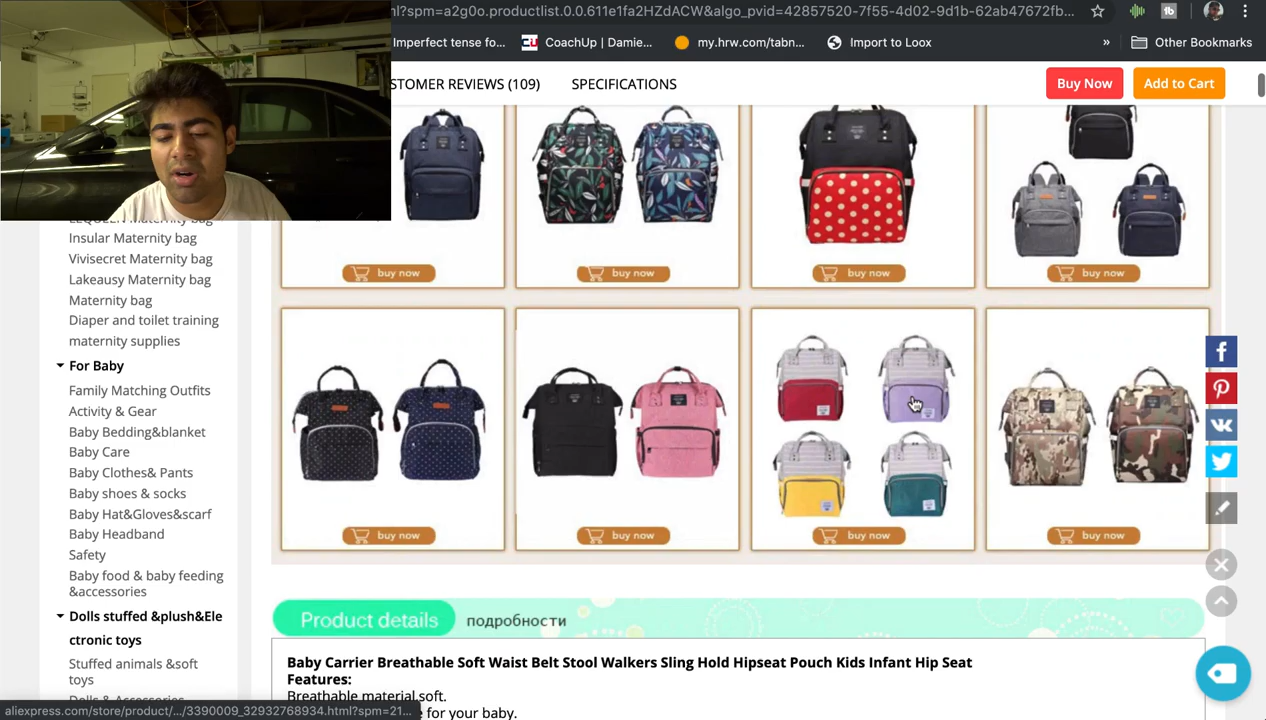 ml?spm=a2g0o.productlist.0.0.611e1fa2HZdACW&algo_pvid=42857520-7f55-4d02-9d1b-62ab47672fb...
Imperfect tense fo...
CoachUp | Damie...
my.hrw.com/tabn...
Import to Loox
»
Other Bookmarks
STOMER REVIEWS (109)
SPECIFICATIONS
Buy Now
Add to Cart
Insular Maternity bag
Vivisecret Maternity bag
Lakeausy Maternity bag
Maternity bag
Diaper and toilet training
maternity supplies
For Baby
Family Matching Outfits
Activity & Gear
Baby Bedding&blanket
Baby Care
Baby Clothes& Pants
Baby shoes & socks
Baby Hat&Gloves&scarf
Baby Headband
Safety
Baby food & baby feeding
&accessories
Dolls stuffed &plush&Ele
ctronic toys
Stuffed animals &soft
toys
Dolls & Accessories
buy now
buy now
buy now
buy now
buy now
buy now
buy now
buy now
Product details
подробности
Baby Carrier Breathable Soft Waist Belt Stool Walkers Sling Hold Hipseat Pouch Kids Infant Hip Seat
Features:
Breathable material,soft.
e for your baby.
aliexpress.com/store/product/.../3390009_32932768934.html?spm=21...